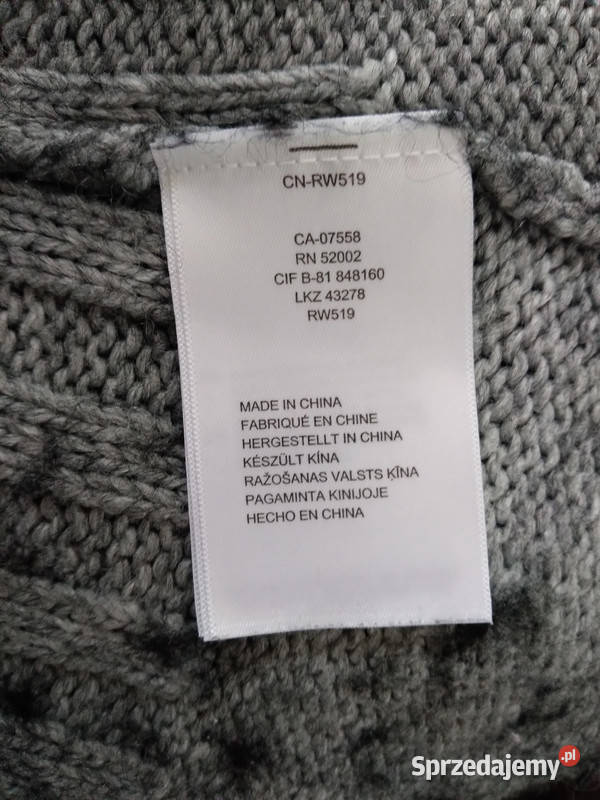 CN-RW519
CA-07558
RN 52002
CIF B-81 848160
LKZ 43278
RW519
MADE IN CHINA
FABRIQUÉ EN CHINE
HERGESTELLT IN CHINA
KÉSZÜLT KÍNA
RAŽOŠANAS VALSTS ĶĪNA
PAGAMINTA KINIJOJE
HECHO EN CHINA
Sprzedajemy.pl